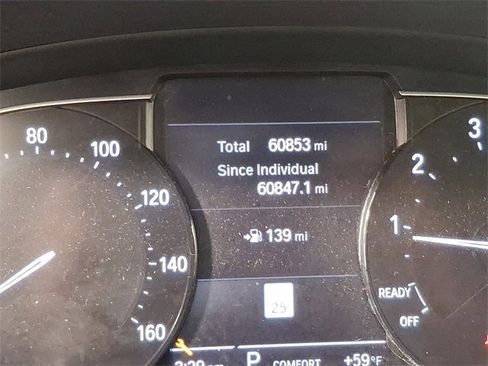 80
100
120
140
160
Total 60853 mi
Since Individual
60847.1 mi
139 mi
25
P COMFORT +59°F
3
2
1
READY
OFF